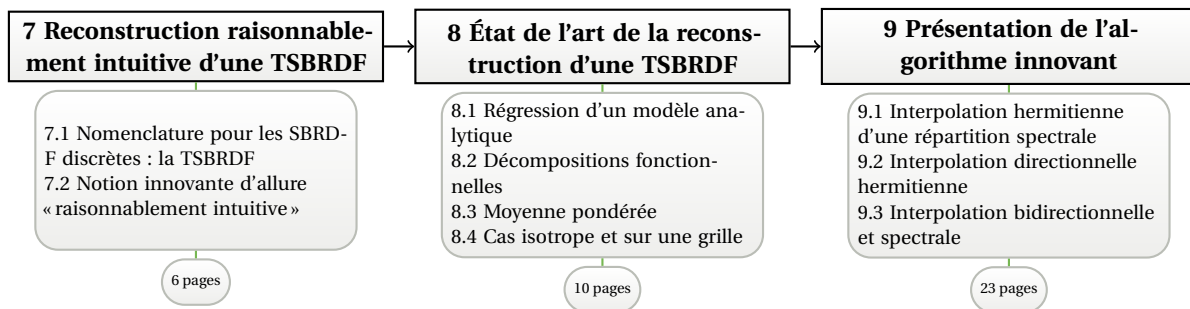 7 Reconstruction raisonnable-
ment intuitive d'une TSBRDF
7.1 Nomenclature pour les SBRD-
F discrètes : la TSBRDF
7.2 Notion innovante d'allure
« raisonnablement intuitive »
6 pages
8 État de l'art de la recons-
truction d'une TSBRDF
8.1 Régression d'un modèle ana-
lytique
8.2 Décompositions fonction-
nelles
8.3 Moyenne pondérée
8.4 Cas isotrope et sur une grille
10 pages
9 Présentation de l'al-
gorithme innovant
9.1 Interpolation hermitienne
d'une répartition spectrale
9.2 Interpolation directionnelle
hermitienne
9.3 Interpolation bidirectionnelle
et spectrale
23 pages